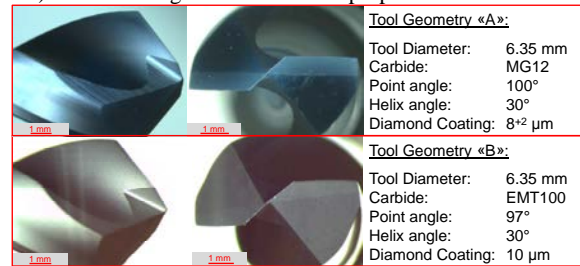 Tool Geometry «A»:
Tool Diameter: 6.35 mm
Carbide: MG12
Point angle: 100°
Helix angle: 30°
Diamond Coating: 8+2 µm
1 mm
1 mm
Tool Geometry «B»:
Tool Diameter: 6.35 mm
Carbide: EMT100
Point angle: 97°
Helix angle: 30°
Diamond Coating: 10 µm
1 mm
1 mm